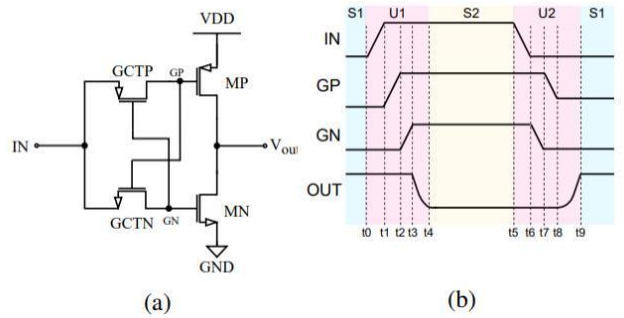 VDD
GCTP
GP
MP
IN
Vout
GCTN
GN
MN
GND
(a)
S1 U1 S2 U2 S1
IN
GP
GN
OUT
t0 t1 t2 t3 t4 t5 t6 t7 t8 t9
(b)